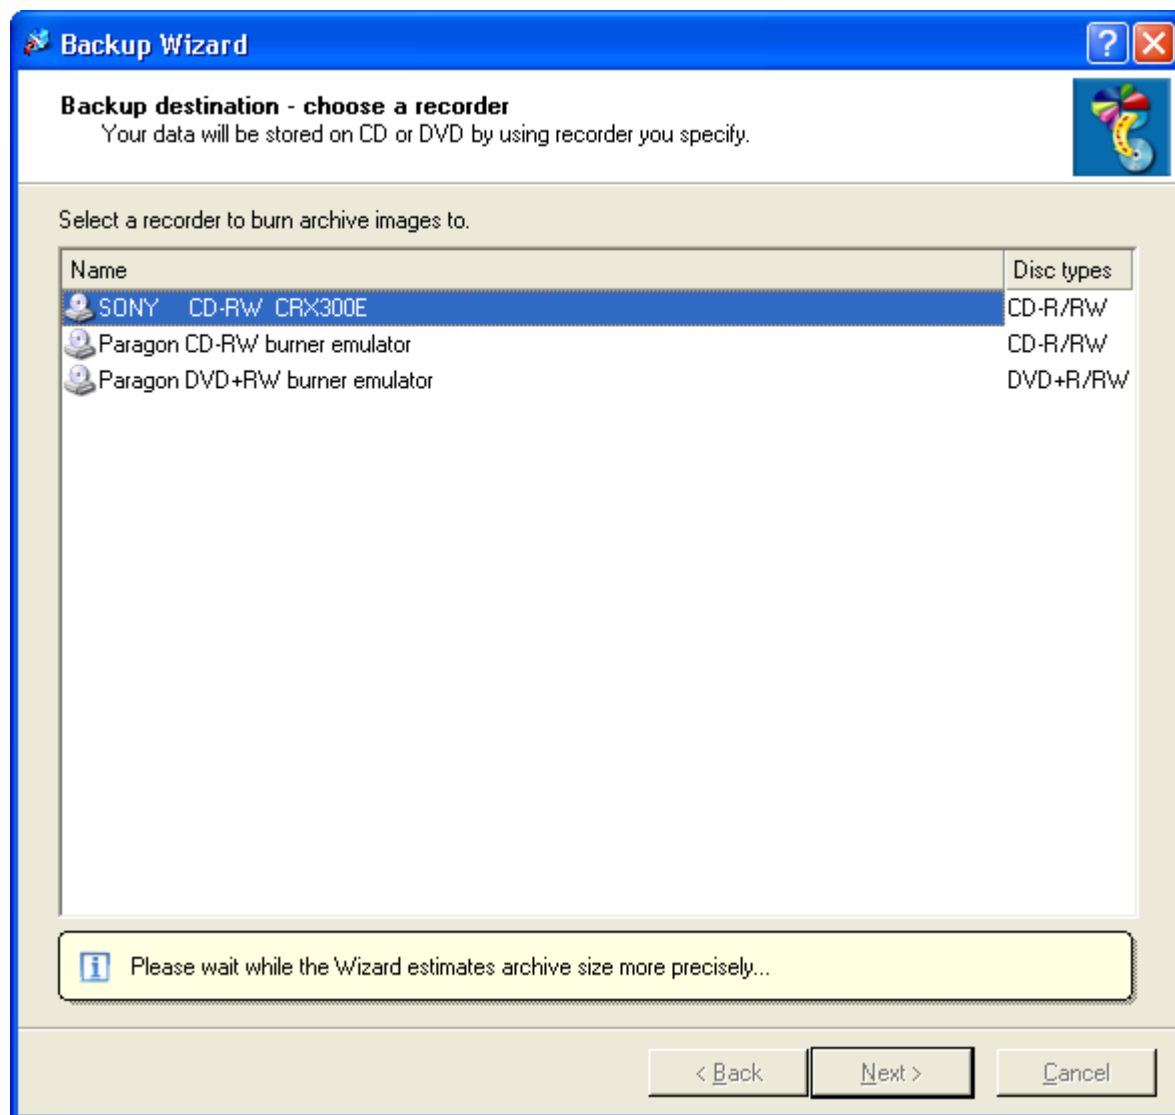 Backup Wizard
Backup destination - choose a recorder
Your data will be stored on CD or DVD by using recorder you specify.
Select a recorder to burn archive images to.
Name Disc types
SONY CD-RW CRX300E CD-R/RW
Paragon CD-RW burner emulator CD-R/RW
Paragon DVD+RW burner emulator DVD+R/RW
Please wait while the Wizard estimates archive size more precisely...
< Back Next > Cancel